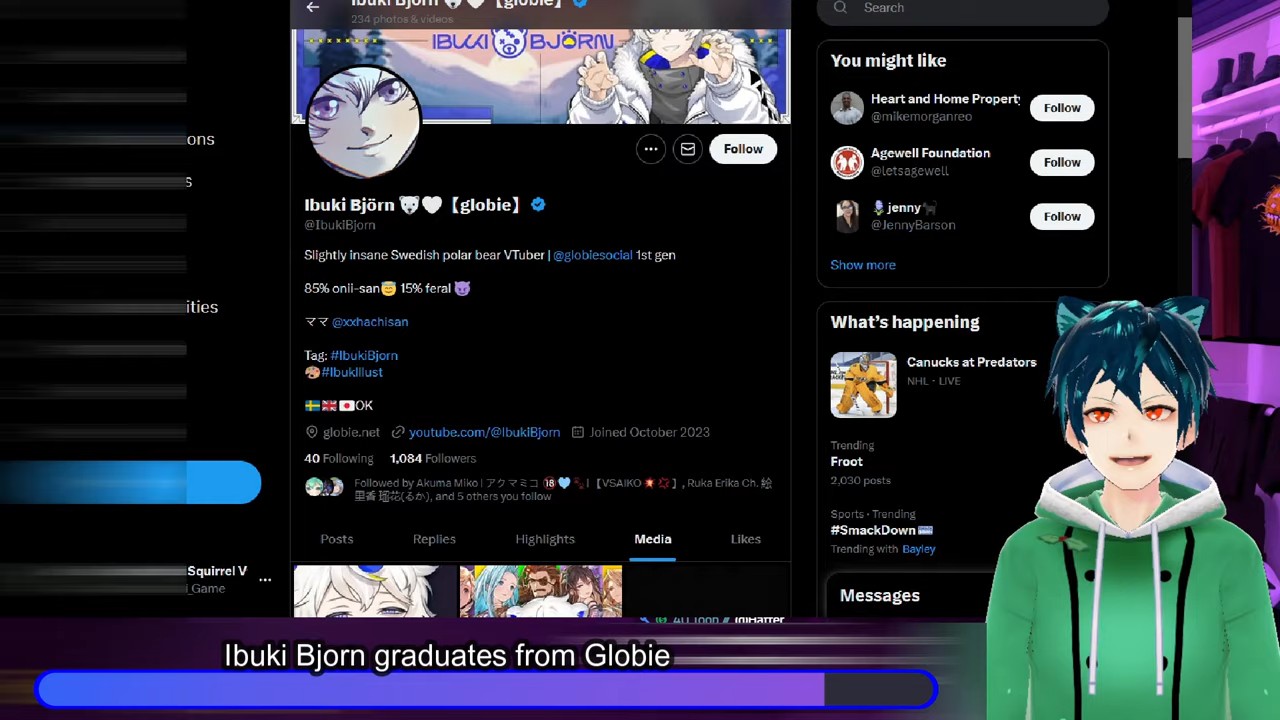 Ibuki Björn 🐻‍❄️🤍【globie】
234 photos & videos
IBUKI BJÖRN
Follow
Ibuki Björn 🐻‍❄️🤍【globie】
@IbukiBjorn
Slightly insane Swedish polar bear VTuber | @globiesocial 1st gen
85% onii-san😇 15% feral😈
ママ @xxhachisan
Tag: #IbukiBjorn
🎨#IbukIllust
🇸🇪🇬🇧🇯🇵OK
globie.net youtube.com/@IbukiBjorn Joined October 2023
40 Following 1,084 Followers
Followed by Akuma Miko | アクマミコ 🔞💙🐾 |【VSAIKO💥💢】, Ruka Erika Ch. 絵
里香 瑠花(るか), and 5 others you follow
Posts Replies Highlights Media Likes
ons
s
ities
Squirrel V
_Game
Search
You might like
Heart and Home Property
@mikemorganreo
Follow
Agewell Foundation
@letsagewell
Follow
jenny
@JennyBarson
Follow
Show more
What's happening
Canucks at Predators
NHL · LIVE
Trending
Froot
2,030 posts
Sports · Trending
#SmackDown
Trending with Bayley
Messages
Ibuki Bjorn graduates from Globie